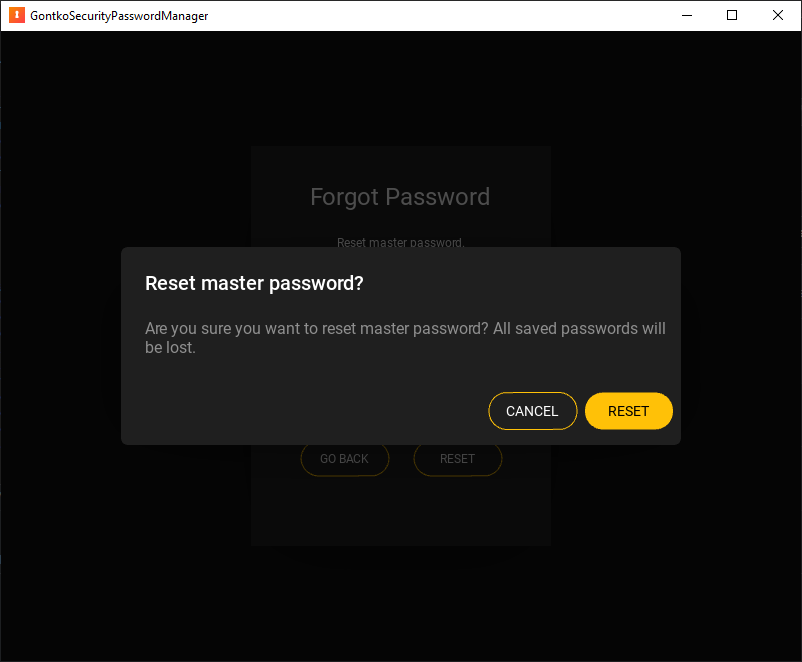 GontkoSecurityPasswordManager
Forgot Password
Reset master password.
Reset master password?
Are you sure you want to reset master password? All saved passwords will
be lost.
CANCEL RESET
GO BACK RESET